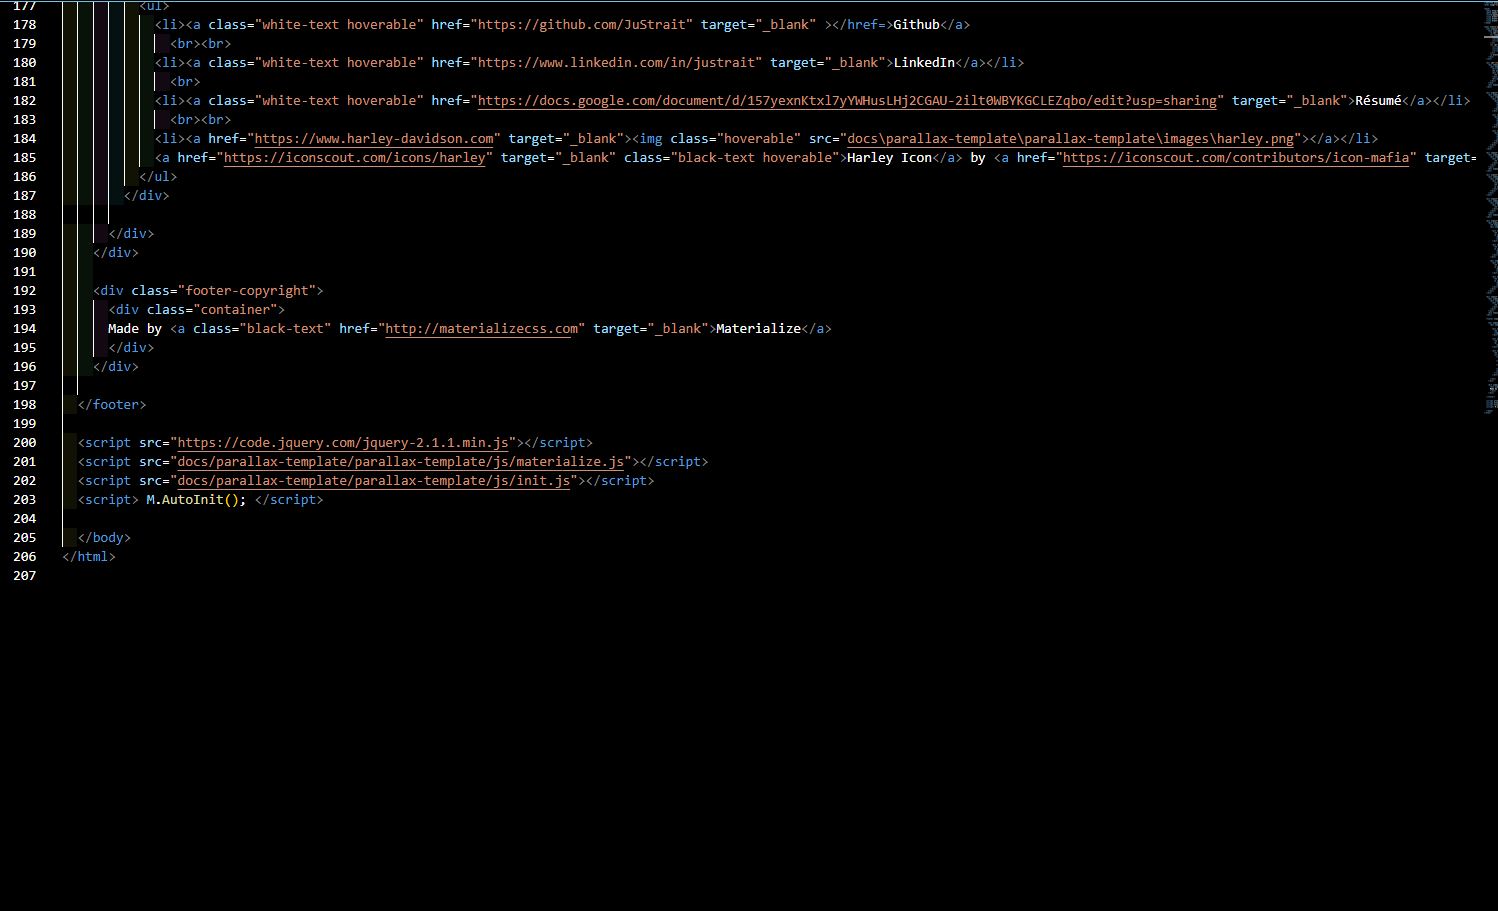 177 <ul>
178 <li><a class="white-text hoverable" href="https://github.com/JuStrait" target="_blank" ></href=>Github</a>
179 <br><br>
180 <li><a class="white-text hoverable" href="https://www.linkedin.com/in/justrait" target="_blank">LinkedIn</a></li>
181 <br>
182 <li><a class="white-text hoverable" href="https://docs.google.com/document/d/157yexnKtxl7yYWHusLHj2CGAU-2ilt0WBYKGCLEZqbo/edit?usp=sharing" target="_blank">Résumé</a></li>
183 <br><br>
184 <li><a href="https://www.harley-davidson.com" target="_blank"><img class="hoverable" src="docs\parallax-template\parallax-template\images\harley.png"></a></li>
185 <a href="https://iconscout.com/icons/harley" target="_blank" class="black-text hoverable">Harley Icon</a> by <a href="https://iconscout.com/contributors/icon-mafia" target=
186 </ul>
187 </div>
188
189 </div>
190 </div>
191
192 <div class="footer-copyright">
193 <div class="container">
194 Made by <a class="black-text" href="http://materializecss.com" target="_blank">Materialize</a>
195 </div>
196 </div>
197
198 </footer>
199
200 <script src="https://code.jquery.com/jquery-2.1.1.min.js"></script>
201 <script src="docs/parallax-template/parallax-template/js/materialize.js"></script>
202 <script src="docs/parallax-template/parallax-template/js/init.js"></script>
203 <script> M.AutoInit(); </script>
204
205 </body>
206 </html>
207